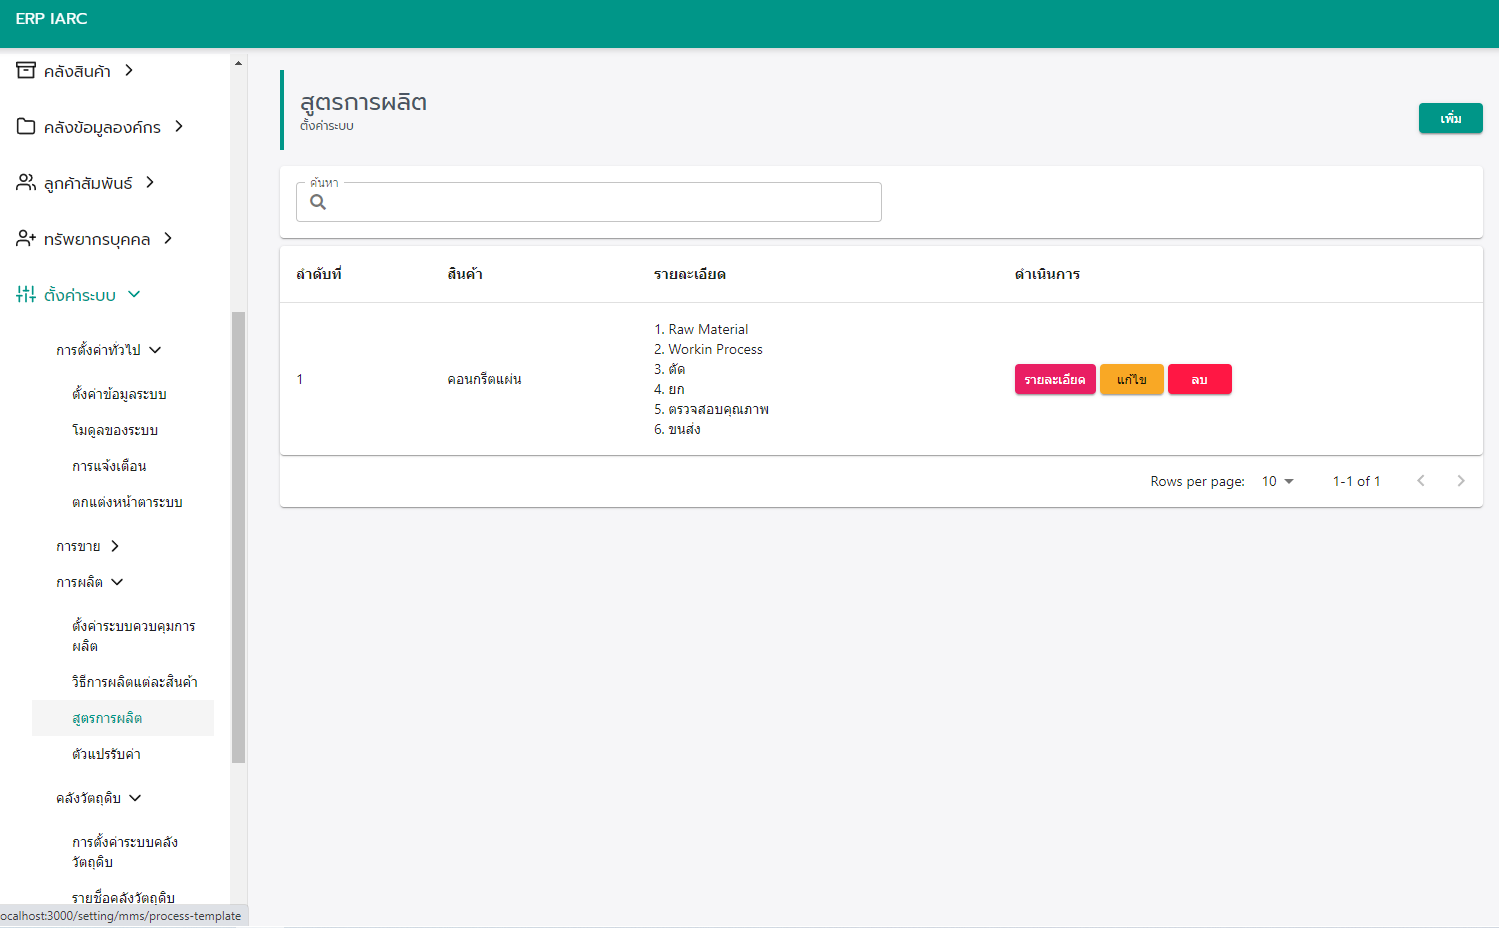 ERP IARC
คลังสินค้า
คลังข้อมูลองค์กร
ลูกค้าสัมพันธ์
ทรัพยากรบุคคล
ตั้งค่าระบบ
การตั้งค่าทั่วไป
ตั้งค่าข้อมูลระบบ
โมดูลของระบบ
การแจ้งเตือน
ตกแต่งหน้าตาระบบ
การขาย
การผลิต
ตั้งค่าระบบควบคุมการ
ผลิต
วิธีการผลิตแต่ละสินค้า
สูตรการผลิต
ตัวแปรรับค่า
คลังวัตถุดิบ
การตั้งค่าระบบคลัง
วัตถุดิบ
รายชื่อคลังวัตถุดิบ
ocalhost:3000/setting/mms/process-template
สูตรการผลิต
ตั้งค่าระบบ
เพิ่ม
ค้นหา
ลำดับที่ สินค้า รายละเอียด ดำเนินการ
1 คอนกรีตแผ่น
1. Raw Material
2. Workin Process
3. ตัด
4. ยก
5. ตรวจสอบคุณภาพ
6. ขนส่ง
รายละเอียด แก้ไข ลบ
Rows per page: 10 1-1 of 1